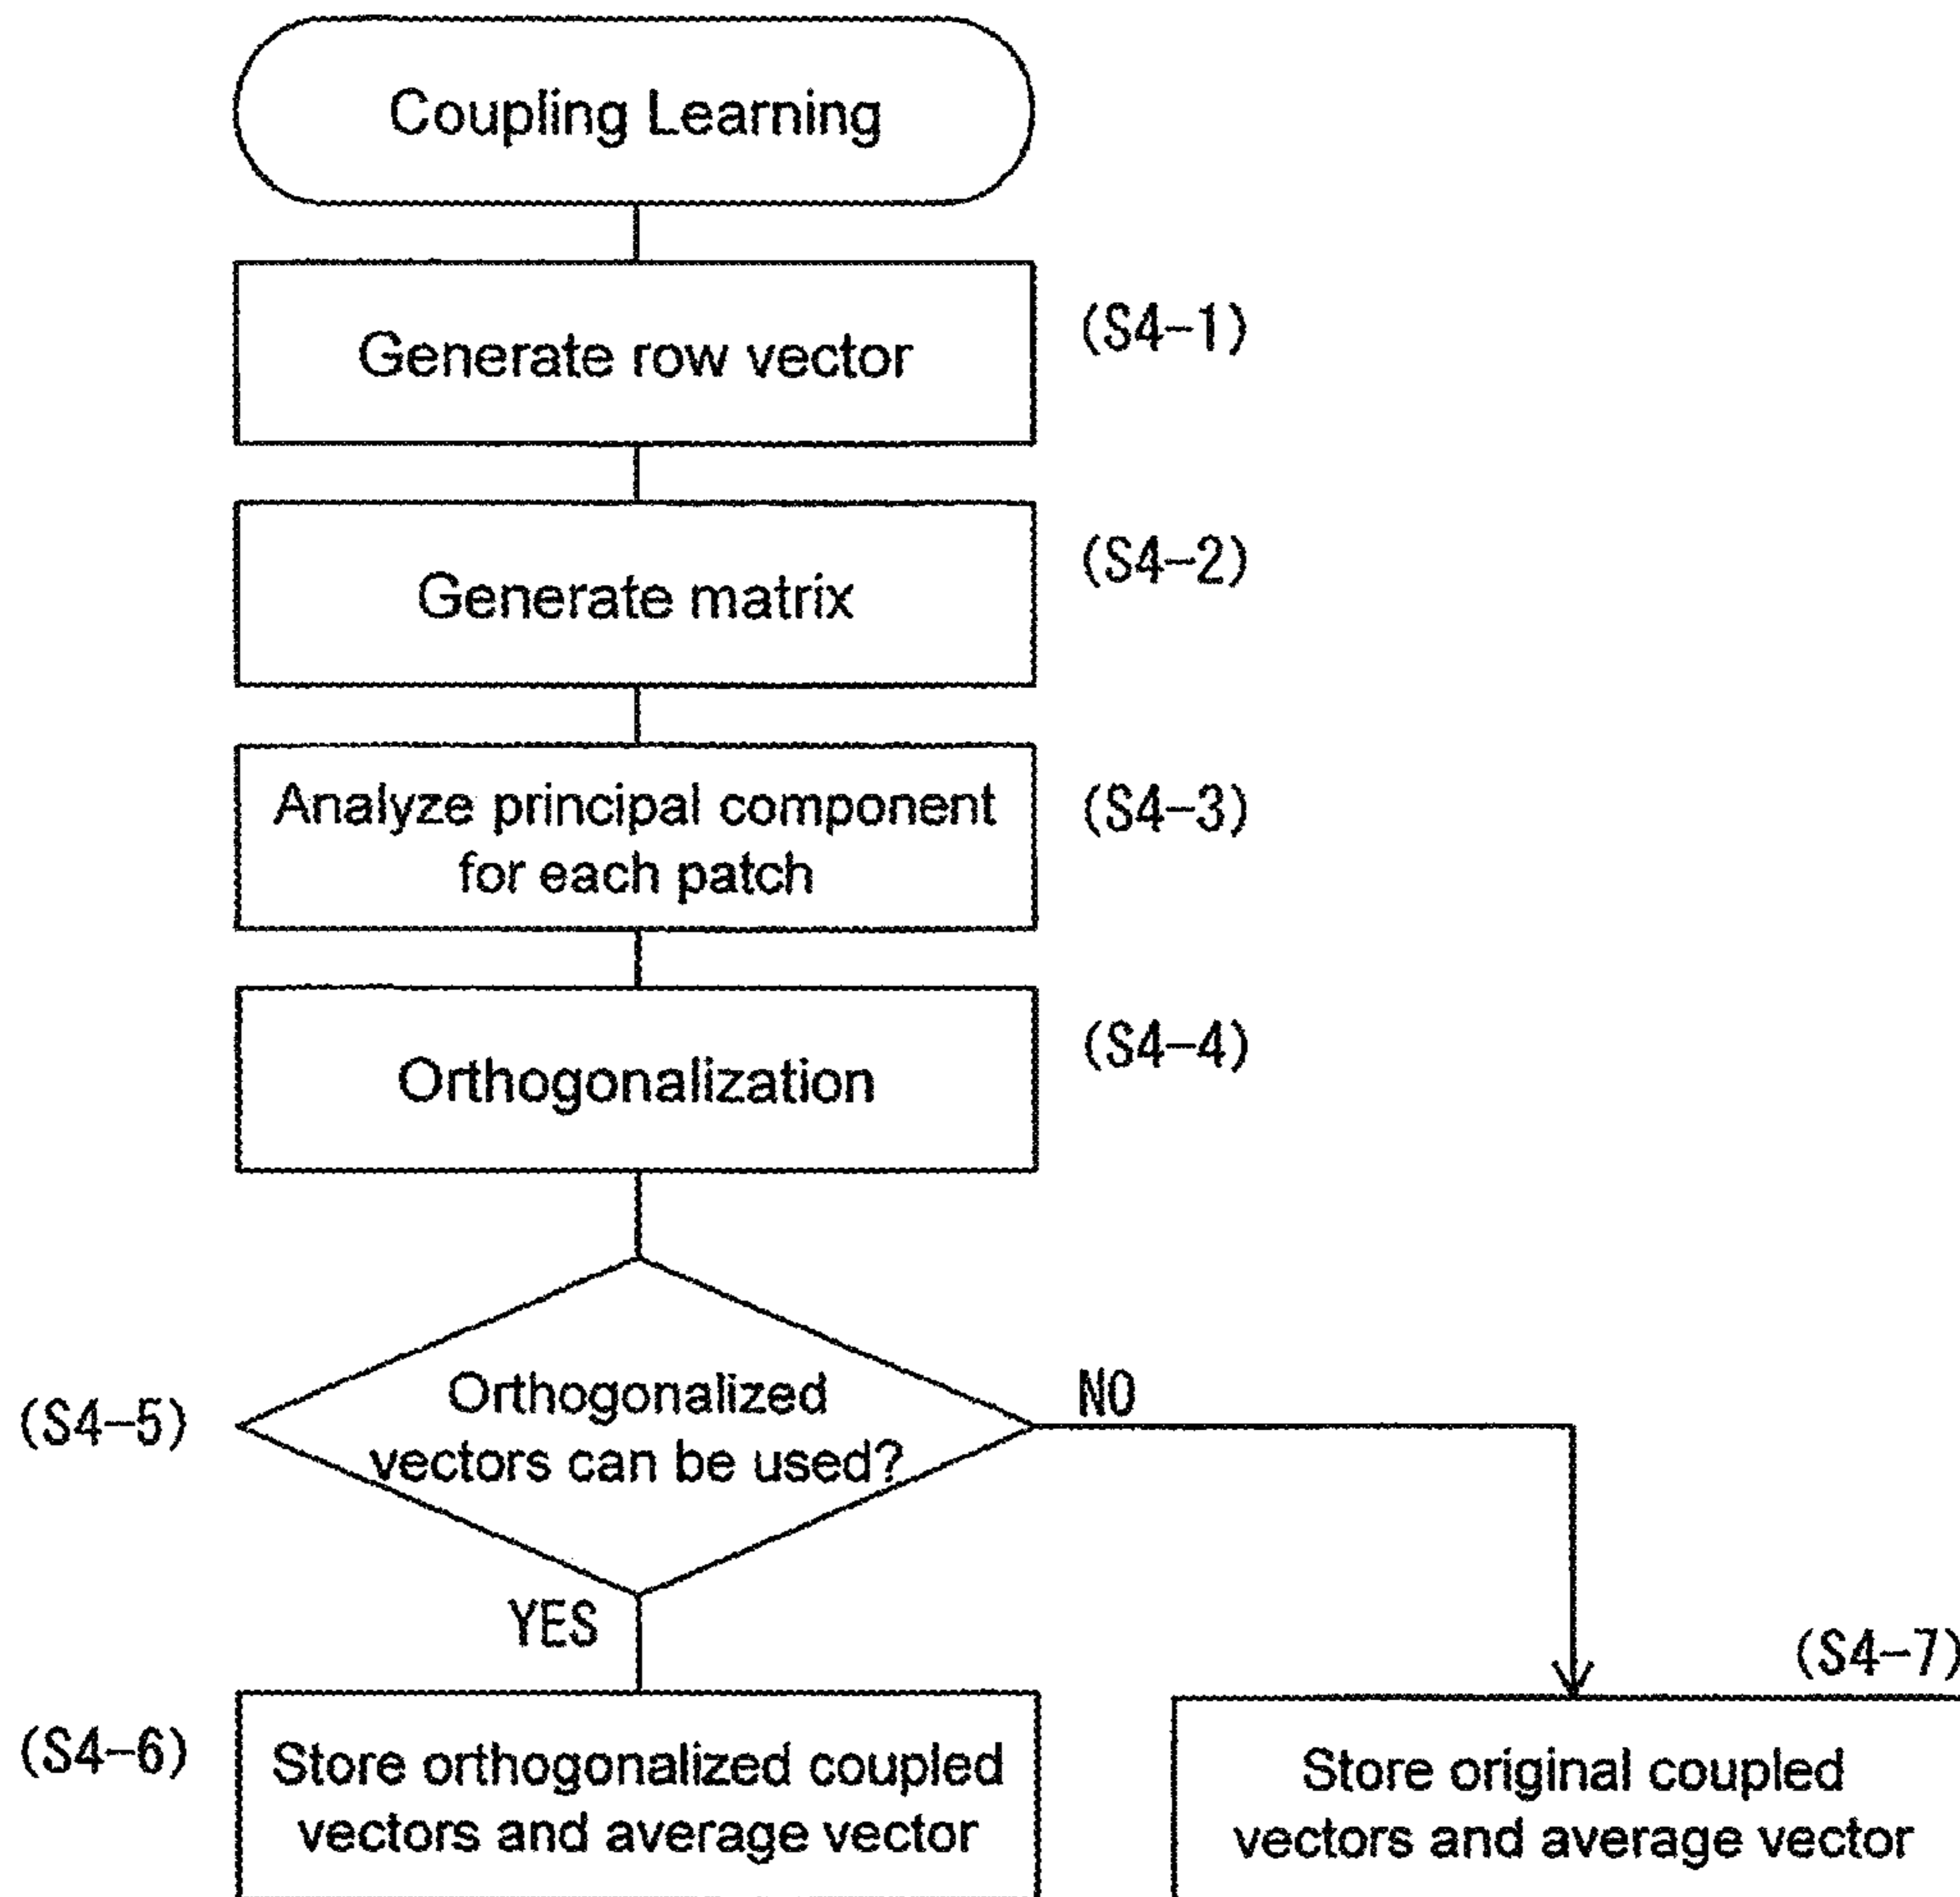 Coupling Learning
Generate row vector
(S4-1)
Generate matrix
(S4-2)
Analyze principal component
for each patch
(S4-3)
Orthogonalization
(S4-4)
(S4-5)
Orthogonalized
vectors can be used?
NO
YES
(S4-6)
Store orthogonalized coupled
vectors and average vector
(S4-7)
Store original coupled
vectors and average vector